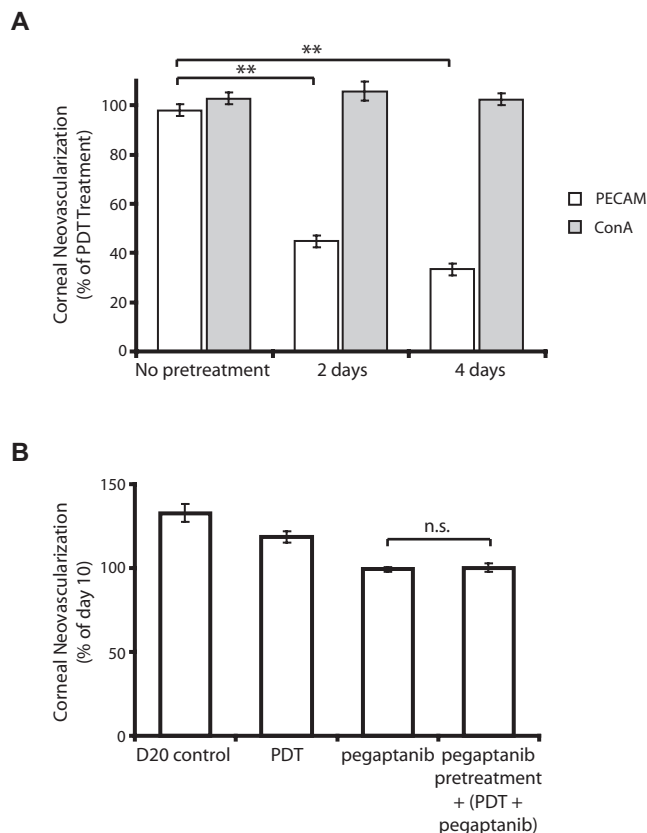 A
**
**
Corneal Neovascularization
(% of PDT Treatment)
100
80
60
40
20
0
No pretreatment
2 days
4 days
PECAM
ConA
B
Corneal Neovascularization
(% of day 10)
150
100
50
0
n.s.
D20 control
PDT
pegaptanib
pegaptanib
pretreatment
+ (PDT +
pegaptanib)